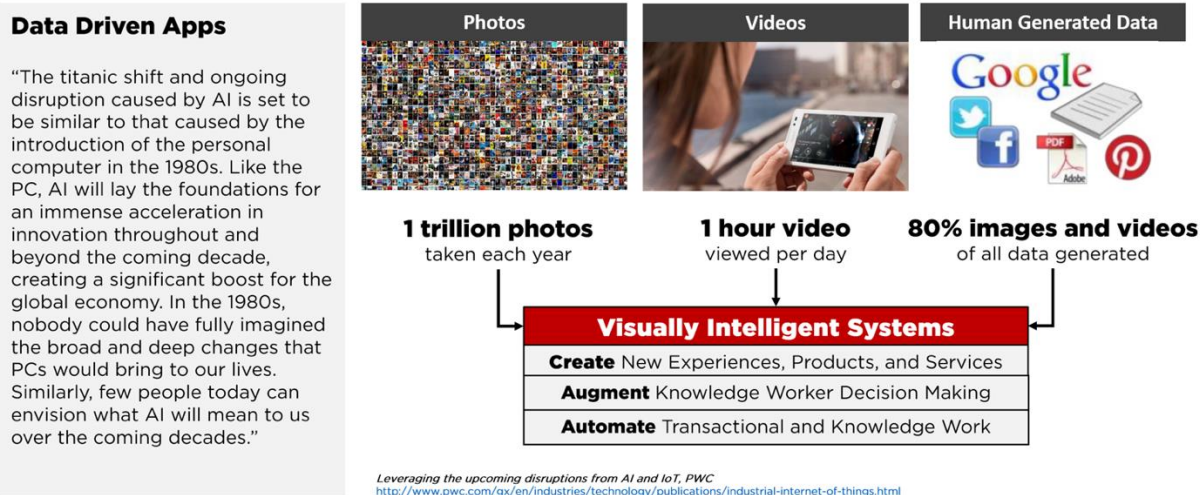 Data Driven Apps
“The titanic shift and ongoing
disruption caused by AI is set to
be similar to that caused by the
introduction of the personal
computer in the 1980s. Like the
PC, AI will lay the foundations for
an immense acceleration in
innovation throughout and
beyond the coming decade,
creating a significant boost for the
global economy. In the 1980s,
nobody could have fully imagined
the broad and deep changes that
PCs would bring to our lives.
Similarly, few people today can
envision what AI will mean to us
over the coming decades.”
Photos
1 trillion photos
taken each year
Videos
1 hour video
viewed per day
Human Generated Data
Google
PDF
Adobe
80% images and videos
of all data generated
Visually Intelligent Systems
Create New Experiences, Products, and Services
Augment Knowledge Worker Decision Making
Automate Transactional and Knowledge Work
Leveraging the upcoming disruptions from AI and IoT, PWC
http://www.pwc.com/gx/en/industries/technology/publications/industrial-internet-of-things.html